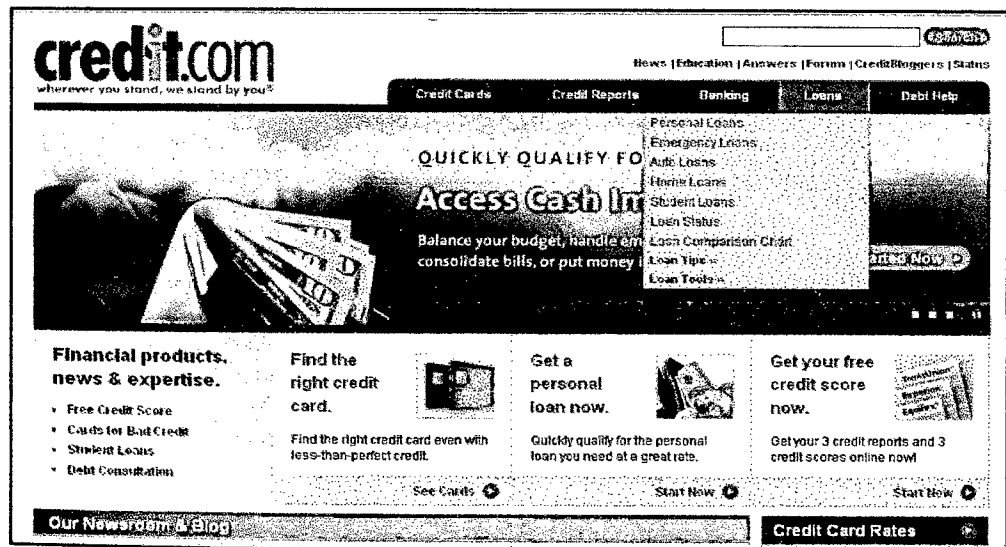 credit.com
wherever you stand, we stand by you®
Search
News | Education | Answers | Forum | CreditBloggers | Status
Credit Cards
Credit Reports
Banking
Loans
Debt Help
Personal Loans
Emergency Loans
Auto Loans
Home Loans
Student Loans
Loan Status
Loan Comparison Chart
Loan Tips »
Loan Tools »
QUICKLY QUALIFY FO
Access Cash Im
Balance your budget, handle em
consolidate bills, or put money i
arted Now
Financial products,
news & expertise.
Free Credit Score
Cards for Bad Credit
Student Loans
Debt Consultation
Find the
right credit
card.
Find the right credit card even with
less-than-perfect credit.
See Cards
Get a
personal
loan now.
Quickly qualify for the personal
loan you need at a great rate.
Start Now
Get your free
credit score
now.
TransUnion
Experian
Equifax
Get your 3 credit reports and 3
credit scores online now!
Start Now
Our Newsroom & Blog
Credit Card Rates